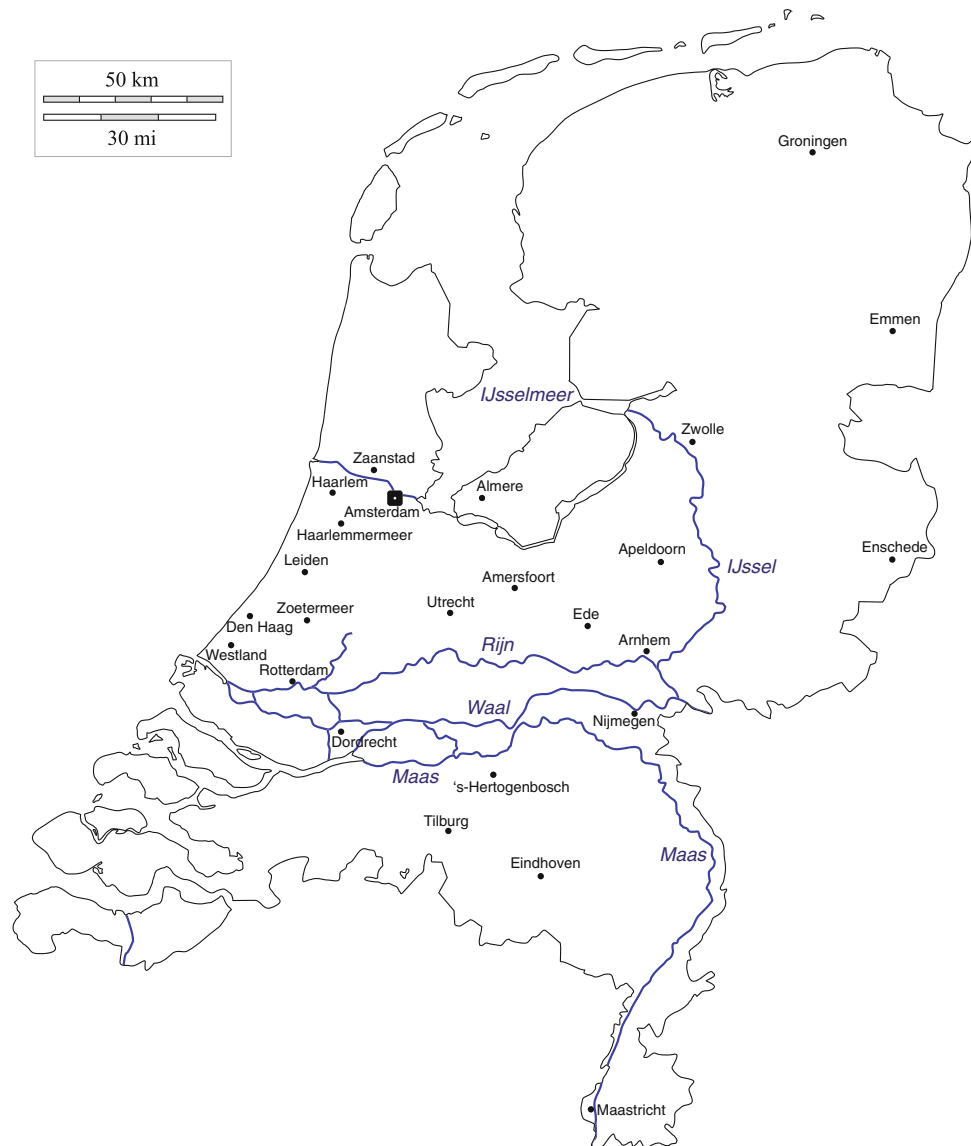 50 km
30 mi
Groningen
Emmen
IJsselmeer
Zwolle
Zaanstad
Haarlem
Almere
Amsterdam
Haarlemmermeer
Apeldoorn
Enschede
Leiden
IJssel
Amersfoort
Utrecht
Zoetermeer
Ede
Den Haag
Arnhem
Rijn
Westland
Rotterdam
Waal
Nijmegen
Dordrecht
Maas
‘s-Hertogenbosch
Tilburg
Maas
Eindhoven
Maastricht